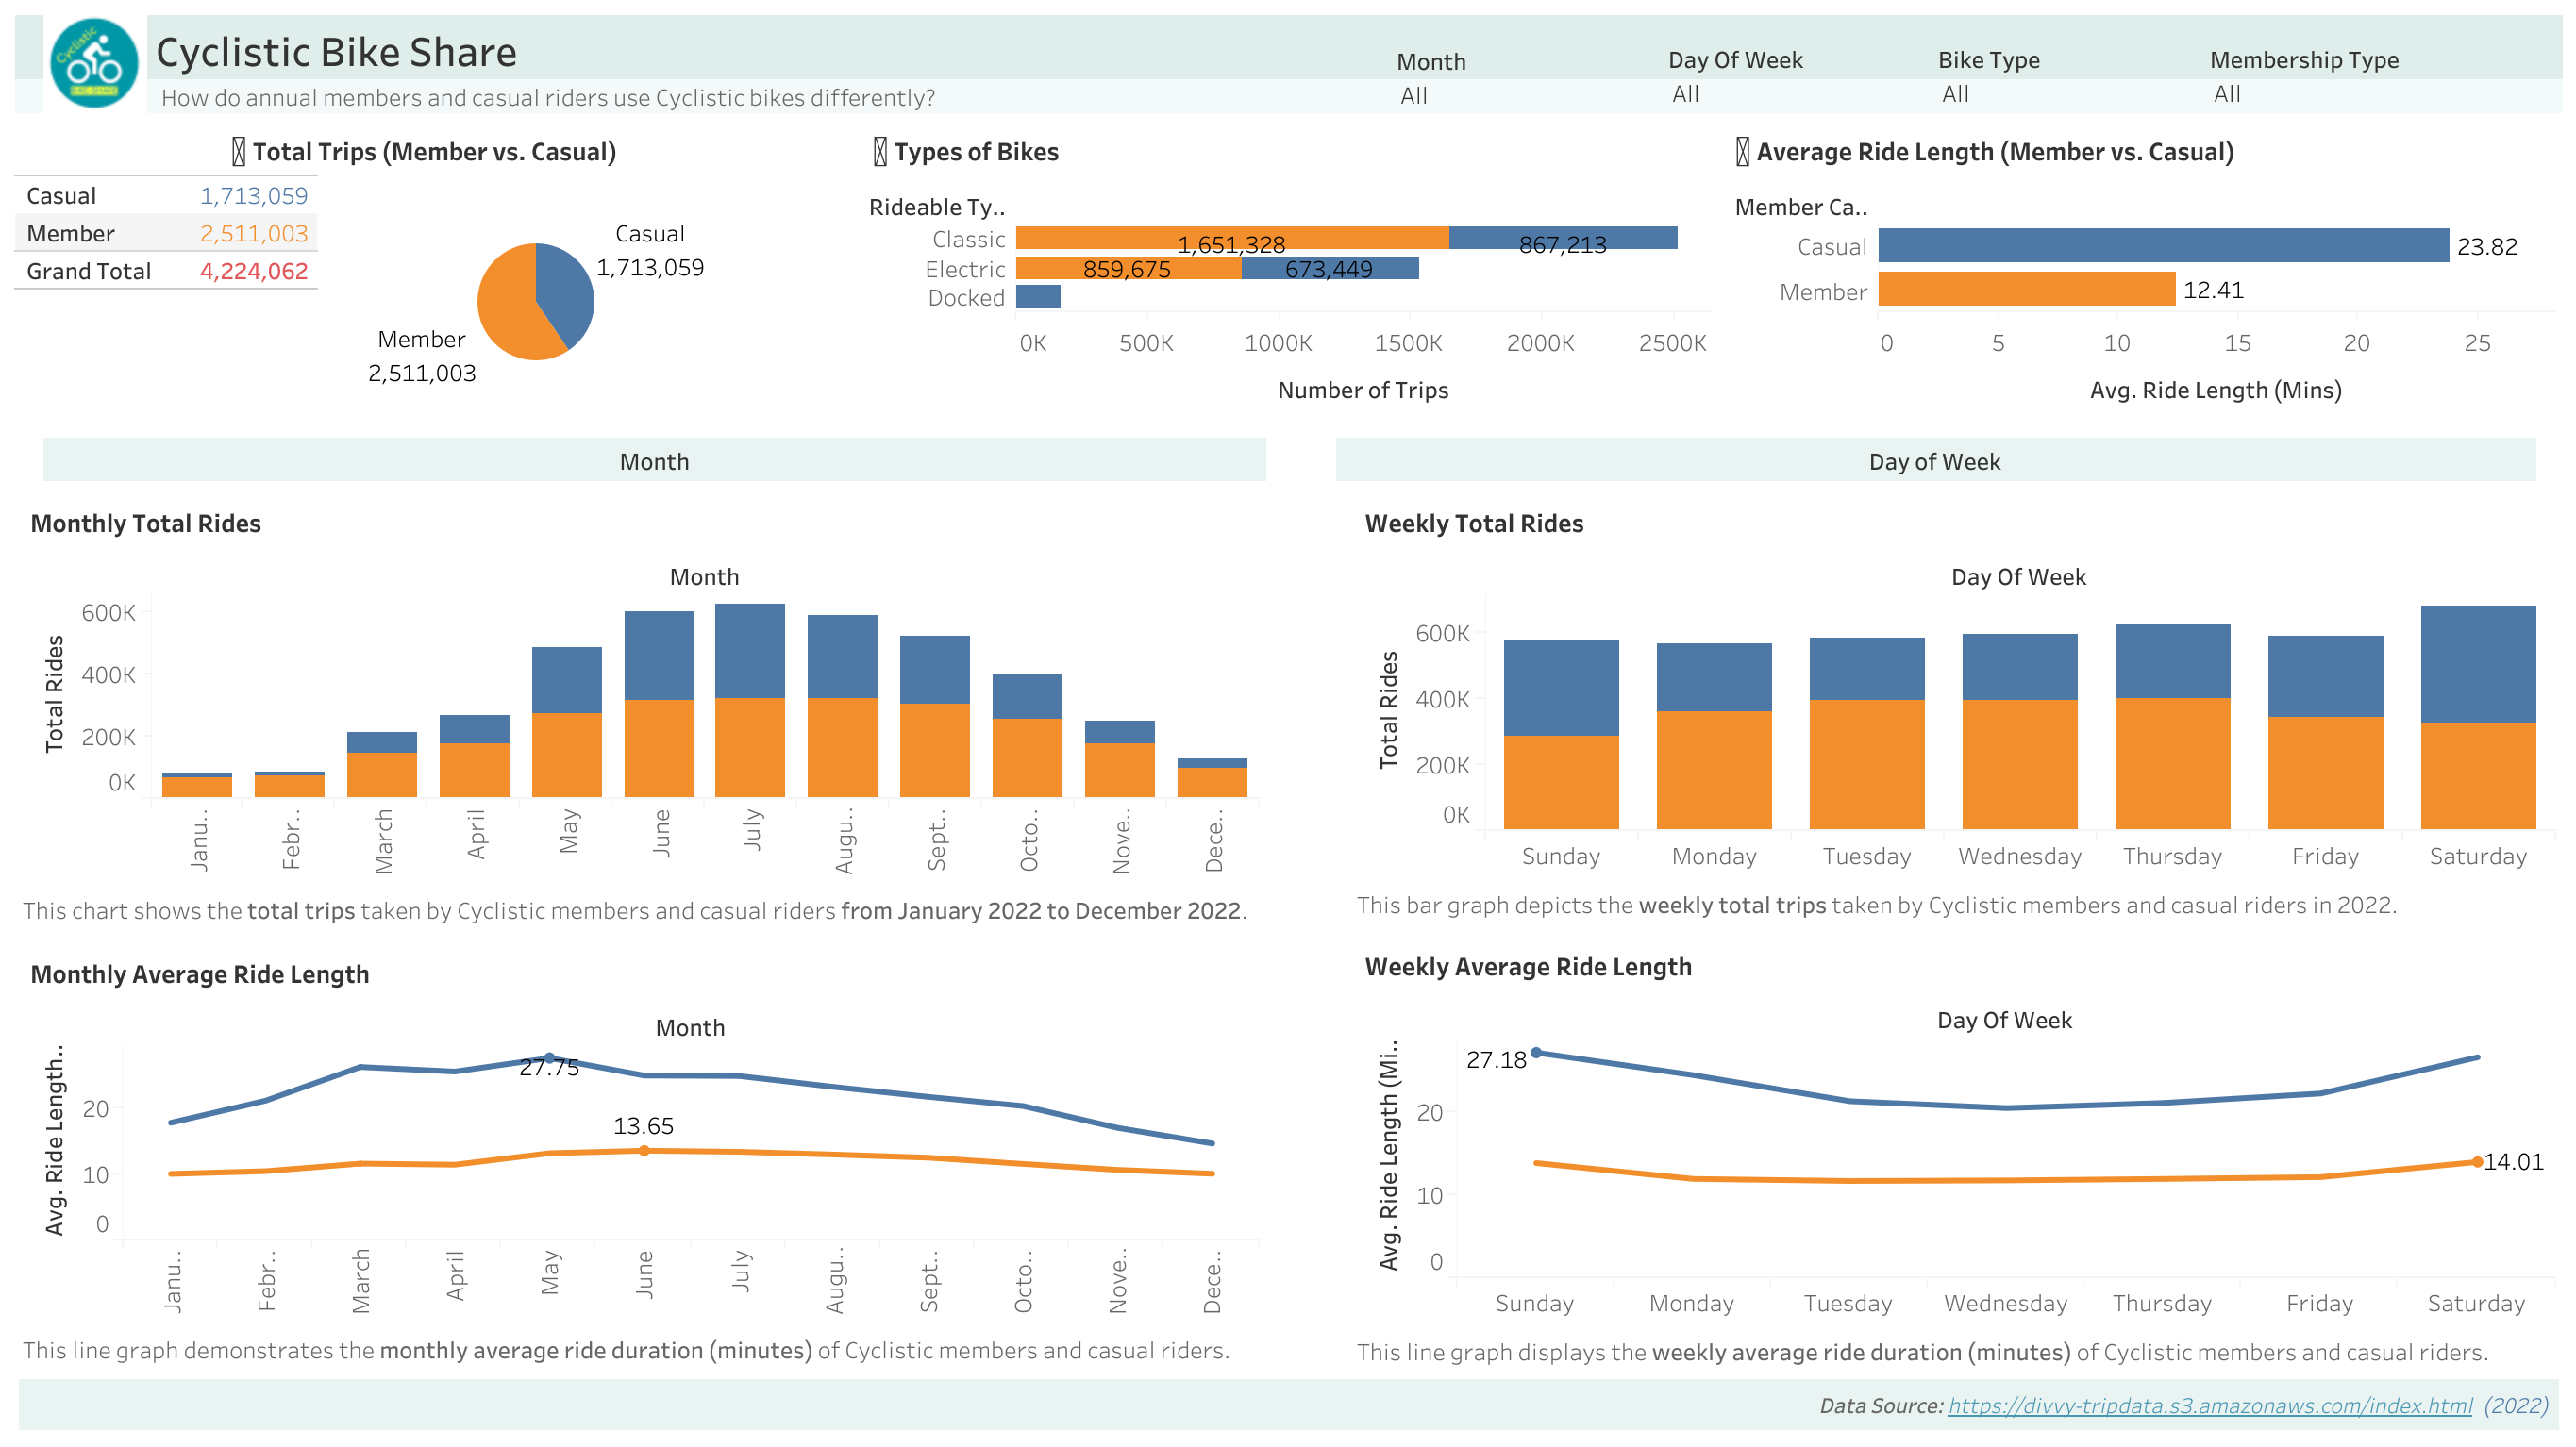 Cyclistic
Cyclistic Bike Share
How do annual members and casual riders use Cyclistic bikes differently?
Month
All
Day Of Week
All
Bike Type
All
Membership Type
All
Total Trips (Member vs. Casual)
Casual 1,713,059
Member 2,511,003
Grand Total 4,224,062
Casual
1,713,059
Member
2,511,003
Types of Bikes
Rideable Ty..
Classic 1,651,328 867,213
Electric 859,675 673,449
Docked
0K 500K 1000K 1500K 2000K 2500K
Number of Trips
Average Ride Length (Member vs. Casual)
Member Ca..
Casual 23.82
Member 12.41
0 5 10 15 20 25
Avg. Ride Length (Mins)
Month
Monthly Total Rides
Month
Total Rides
600K
400K
200K
0K
Janu.. Febr.. March April May June July Augu.. Sept.. Octo.. Nove.. Dece..
This chart shows the total trips taken by Cyclistic members and casual riders from January 2022 to December 2022.
Monthly Average Ride Length
Month
Avg. Ride Length..
27.75
13.65
20
10
0
Janu.. Febr.. March April May June July Augu.. Sept.. Octo.. Nove.. Dece..
This line graph demonstrates the monthly average ride duration (minutes) of Cyclistic members and casual riders.
Day of Week
Weekly Total Rides
Day Of Week
Total Rides
600K
400K
200K
0K
Sunday Monday Tuesday Wednesday Thursday Friday Saturday
This bar graph depicts the weekly total trips taken by Cyclistic members and casual riders in 2022.
Weekly Average Ride Length
Day Of Week
Avg. Ride Length (Mi..
27.18
14.01
20
10
0
Sunday Monday Tuesday Wednesday Thursday Friday Saturday
This line graph displays the weekly average ride duration (minutes) of Cyclistic members and casual riders.
Data Source: https://divvy-tripdata.s3.amazonaws.com/index.html (2022)